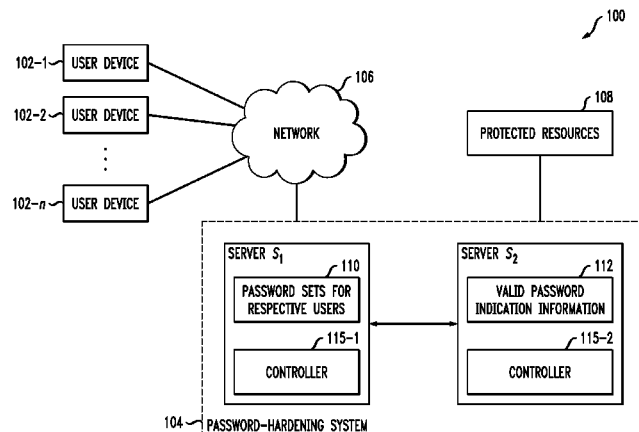 100
102-1
USER DEVICE
106
102-2
USER DEVICE
108
NETWORK
PROTECTED RESOURCES
102-n
USER DEVICE
SERVER S1
110
PASSWORD SETS FOR
RESPECTIVE USERS
115-1
CONTROLLER
SERVER S2
112
VALID PASSWORD
INDICATION INFORMATION
115-2
CONTROLLER
104
PASSWORD-HARDENING SYSTEM